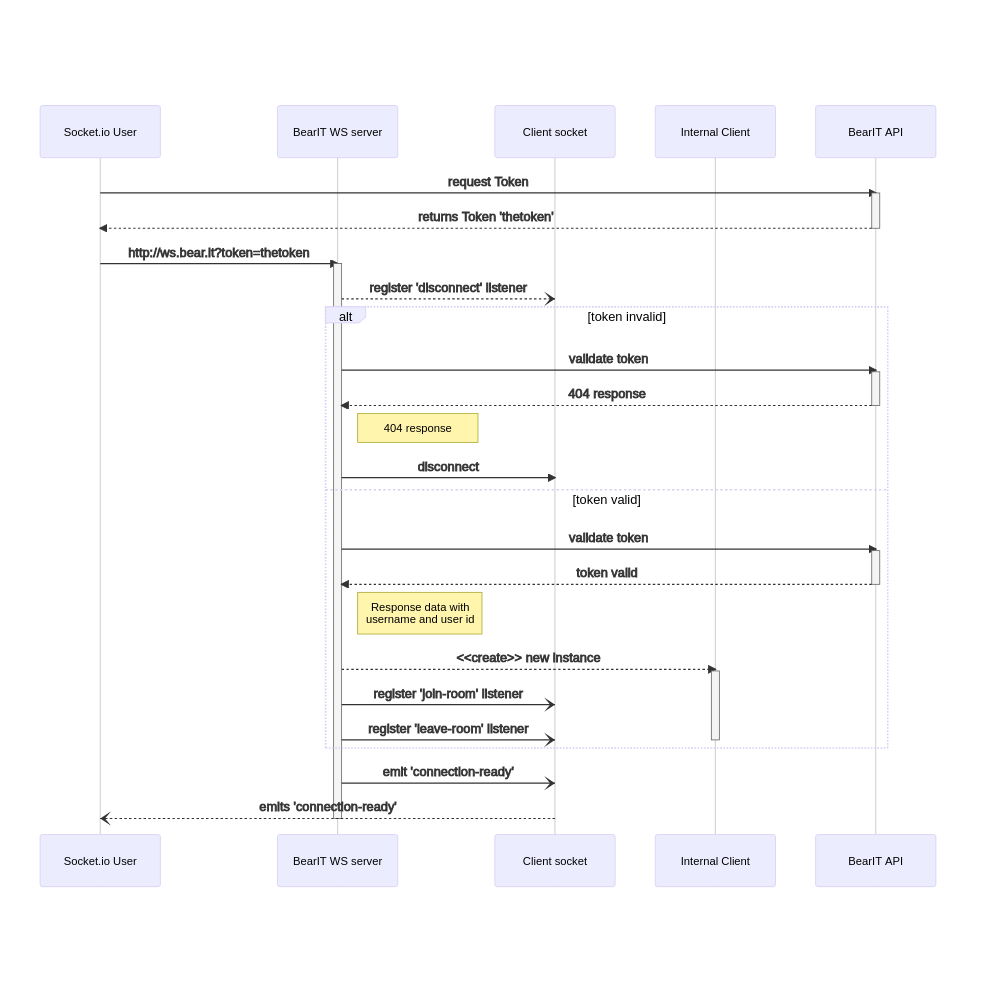 Socket.io User
BearIT WS server
Client socket
Internal Client
BearIT API
request Token
returns Token 'thetoken'
http://ws.bear.it?token=thetoken
register 'disconnect' listener
alt
[token invalid]
validate token
404 response
404 response
disconnect
[token valid]
validate token
token valid
Response data with
username and user id
<<create>> new instance
register 'join-room' listener
register 'leave-room' listener
emit 'connection-ready'
emits 'connection-ready'
Socket.io User
BearIT WS server
Client socket
Internal Client
BearIT API